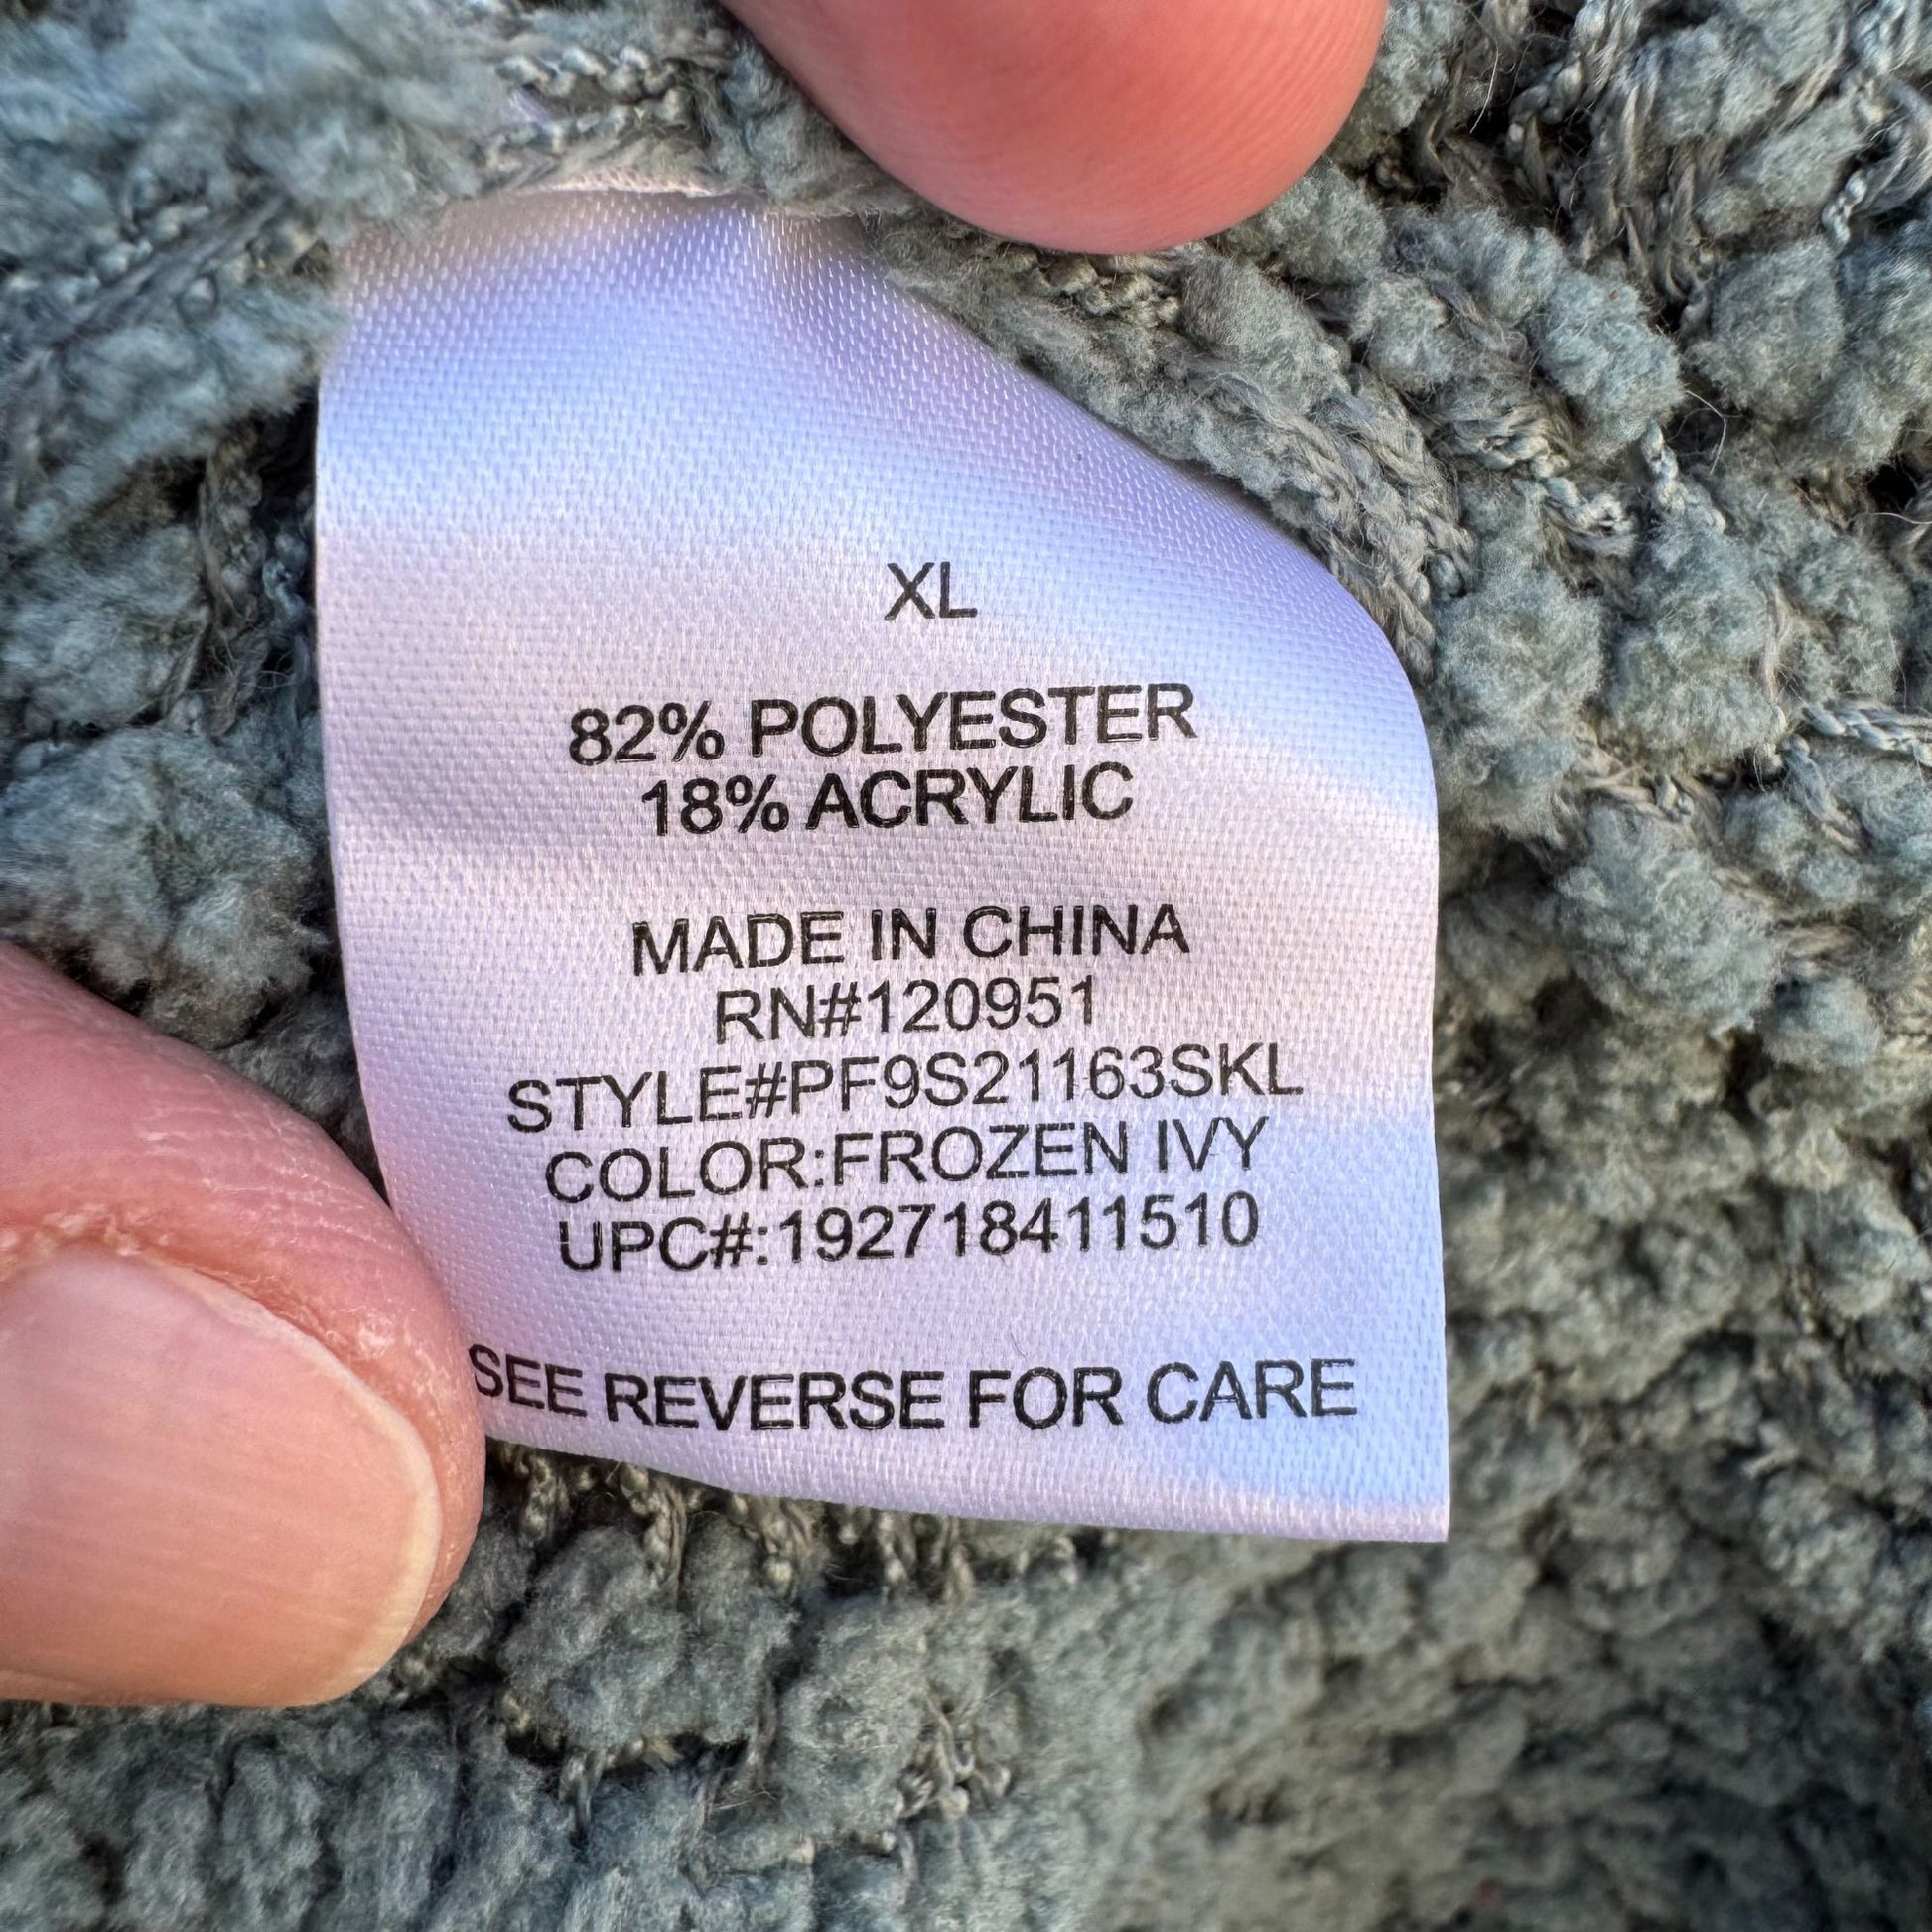 XL
82% POLYESTER
18% ACRYLIC
MADE IN CHINA
RN#120951
STYLE#PF9S21163SKL
COLOR:FROZEN IVY
UPC#:192718411510
SEE REVERSE FOR CARE